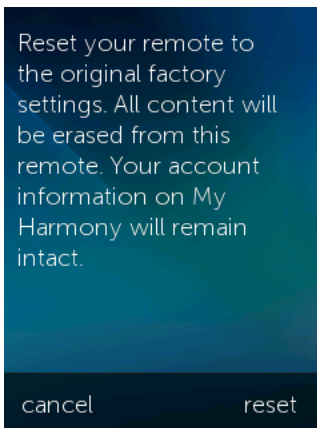 Reset your remote to
the original factory
settings. All content will
be erased from this
remote. Your account
information on My
Harmony will remain
intact.
cancel reset